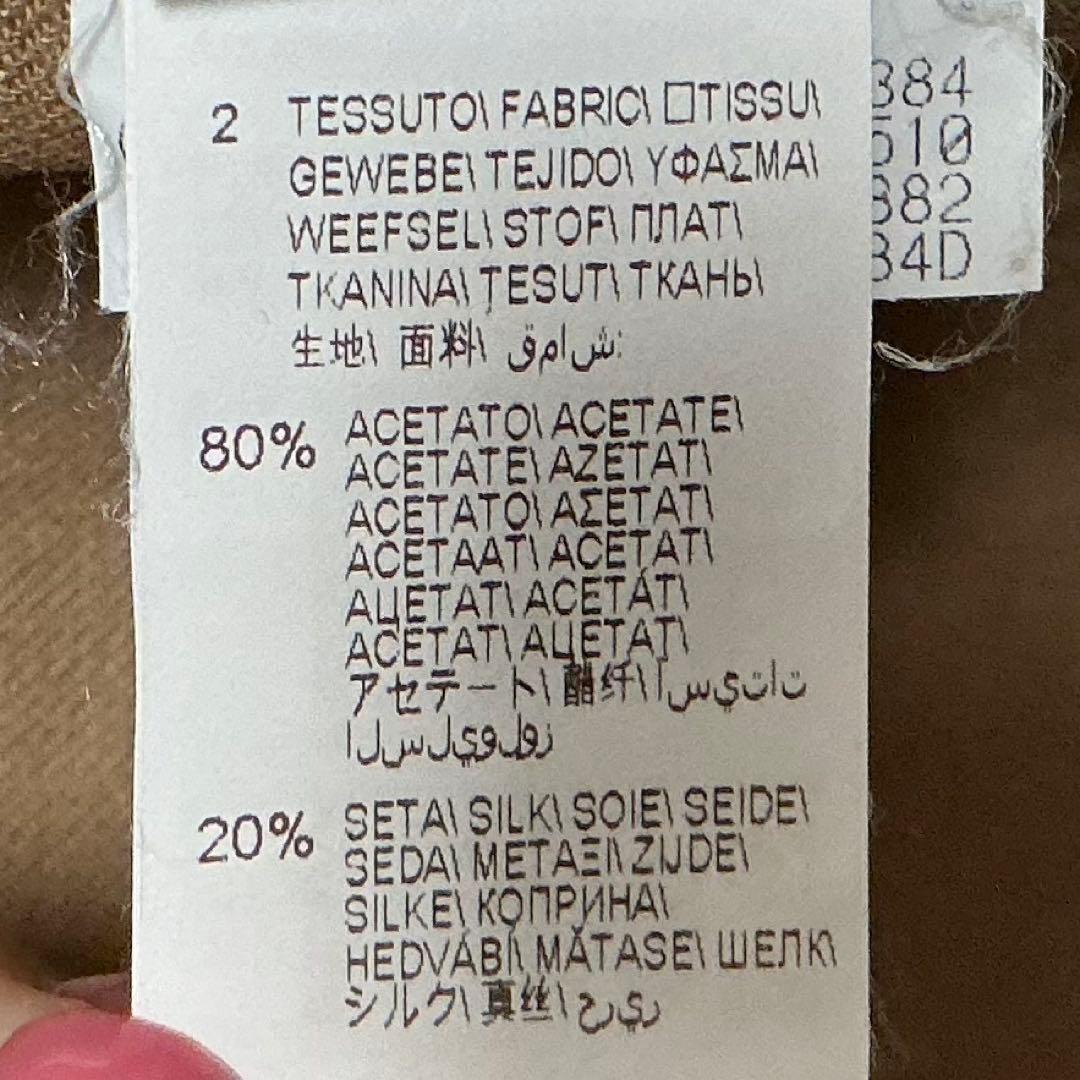 2 TESSUTO\ FABRIC\ □TISSU\
GEWEBE\ TEJIDO\ ΥΦΑΣΜΑ\
WEEFSEL\ STOF\ ПЛАТ\
TKANINA\ ȚESUT\ ТКАНЬ\
生地\ 面料\ قماش:
80% ACETATO\ ACETATE\
ACETATE\ AZETAT\
ACETATO\ ΑΣΕΤΑΤ\
ACETAAT\ ACETAT\
АЦЕТАТ\ ACETÁT\
ACETAT\ АЦЕТАТ\
アセテート\ 醋纤\ اسيتات
السليولوز
20% SETA\ SILK\ SOIE\ SEIDE\
SEDA\ ΜΕΤΑΞΙ\ ZIJDE\
SILKE\ КОПРИНА\
HEDVÁBÍ\ MĂTASE\ ШЕЛК\
シルク\ 真丝\ حرير
384
510
382
34D